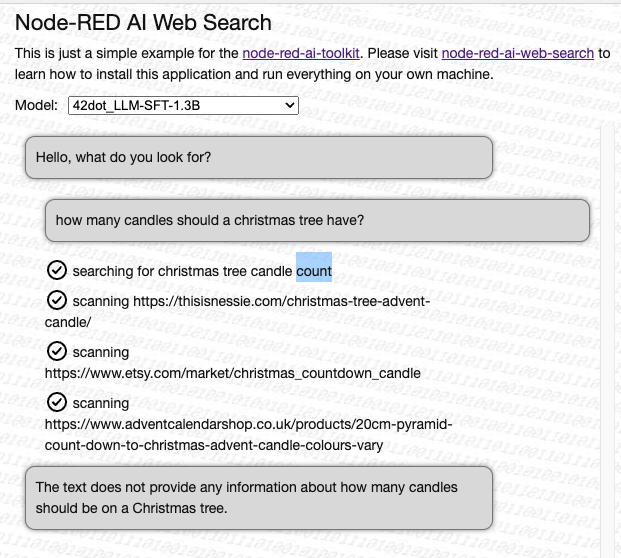 Node-RED AI Web Search
This is just a simple example for the node-red-ai-toolkit. Please visit node-red-ai-web-search to
learn how to install this application and run everything on your own machine.
Model: 42dot_LLM-SFT-1.3B
Hello, what do you look for?
how many candles should a christmas tree have?
searching for christmas tree candle count
scanning https://thisisnessie.com/christmas-tree-advent-
candle/
scanning
https://www.etsy.com/market/christmas_countdown_candle
scanning
https://www.adventcalendarshop.co.uk/products/20cm-pyramid-
count-down-to-christmas-advent-candle-colours-vary
The text does not provide any information about how many candles
should be on a Christmas tree.